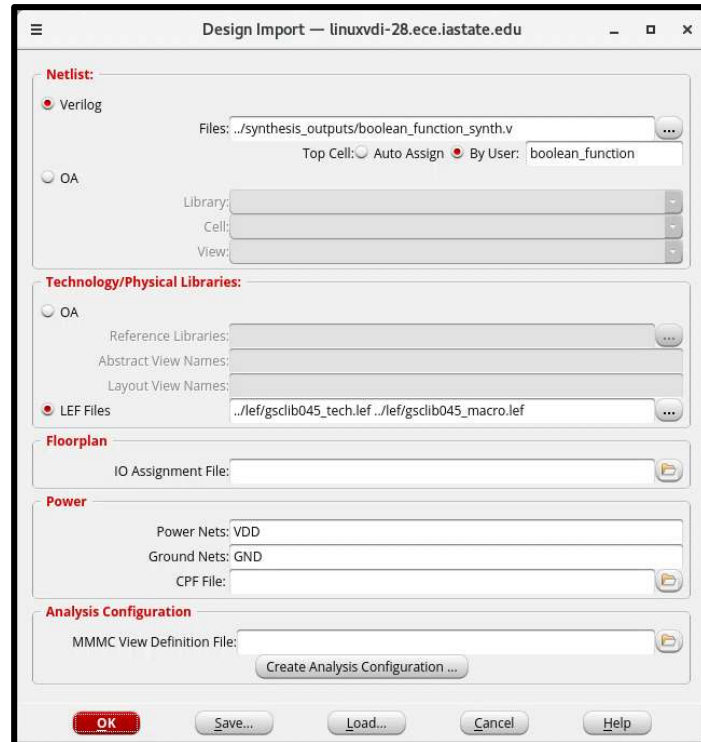 Design Import — linuxvdi-28.ece.iastate.edu
Netlist:
Verilog
Files: ../synthesis_outputs/boolean_function_synth.v ...
Top Cell: Auto Assign By User: boolean_function
OA
Library:
Cell:
View:
Technology/Physical Libraries:
OA
Reference Libraries: ...
Abstract View Names:
Layout View Names:
LEF Files ../lef/gsclib045_tech.lef ../lef/gsclib045_macro.lef ...
Floorplan
IO Assignment File:
Power
Power Nets: VDD
Ground Nets: GND
CPF File:
Analysis Configuration
MMMC View Definition File:
Create Analysis Configuration ...
OK Save... Load... Cancel Help